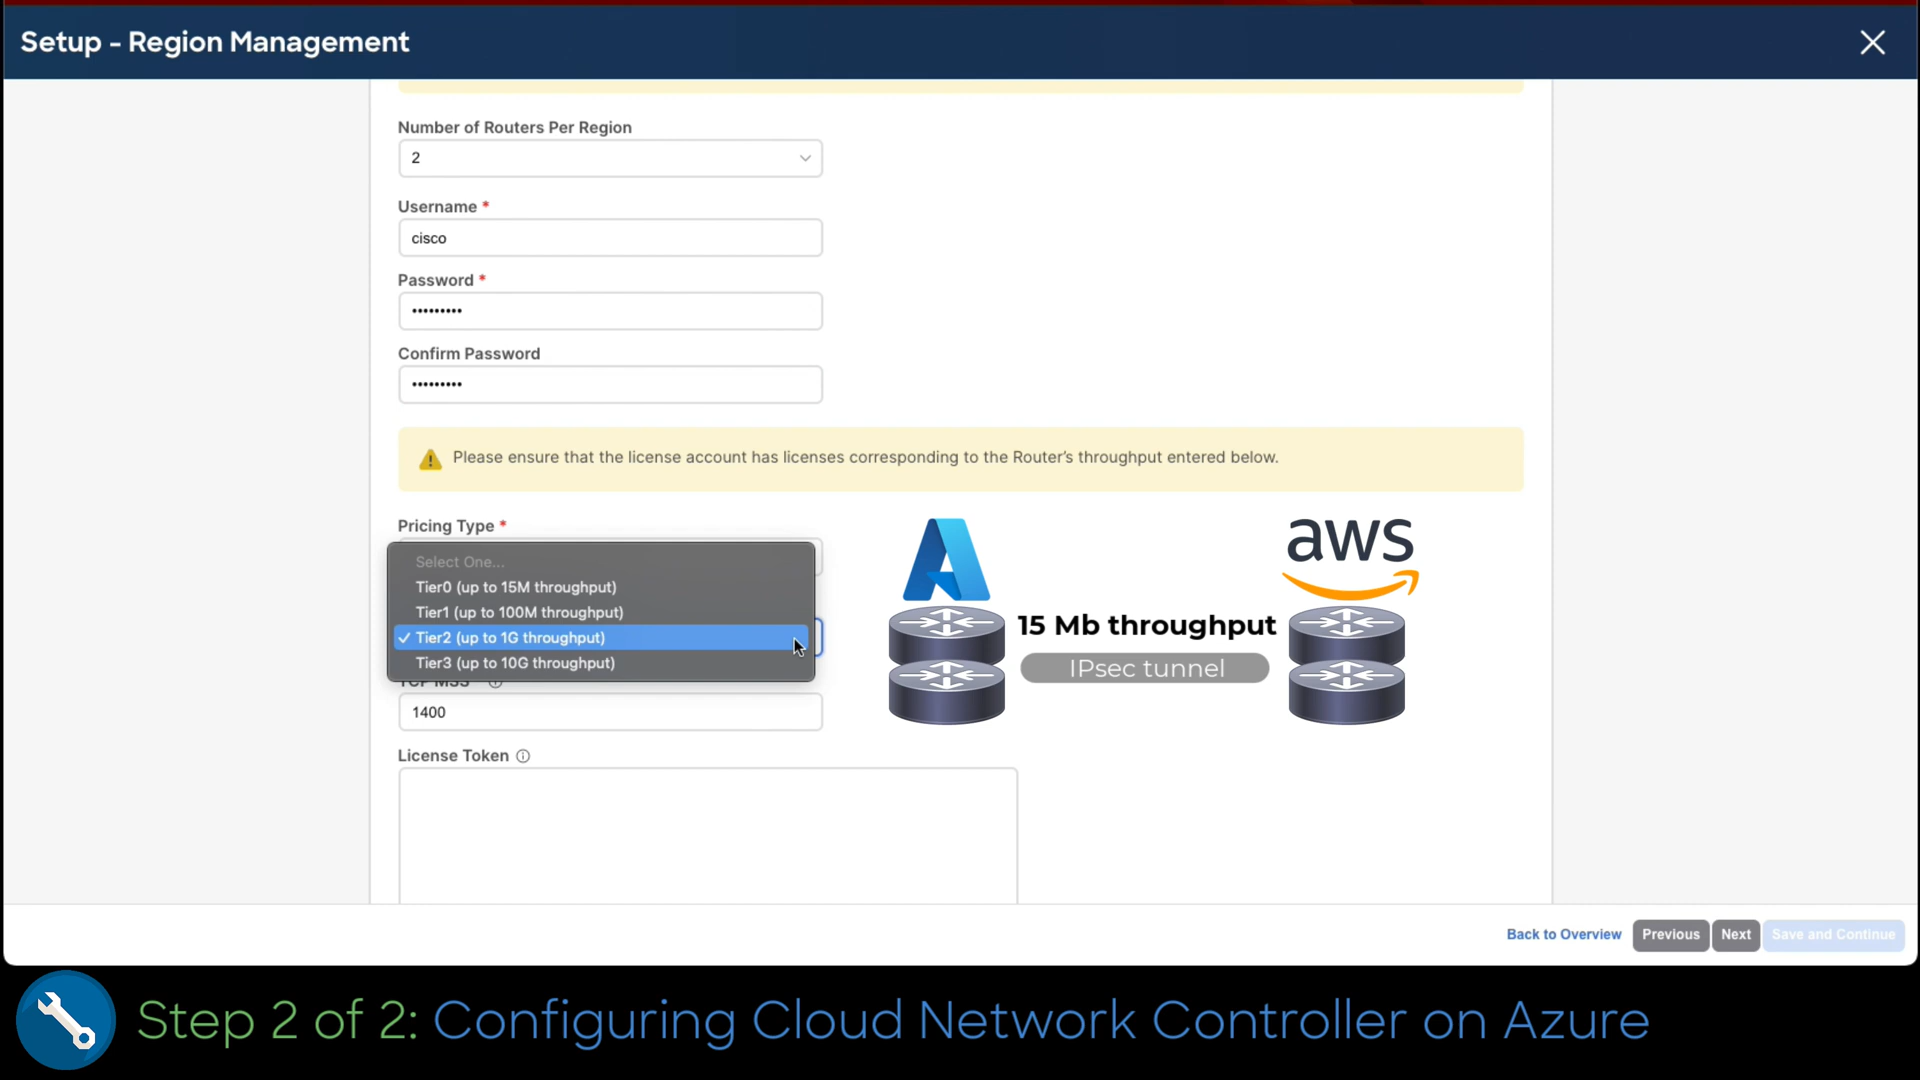 Setup - Region Management
Number of Routers Per Region
2
Username *
cisco
Password *
•••••••••
Confirm Password
•••••••••
Please ensure that the license account has licenses corresponding to the Router's throughput entered below.
Pricing Type *
Select One...
Tier0 (up to 15M throughput)
Tier1 (up to 100M throughput)
✓ Tier2 (up to 1G throughput)
Tier3 (up to 10G throughput)
TCP MSS
1400
License Token
aws
15 Mb throughput
IPsec tunnel
Back to Overview
Previous
Next
Save and Continue
Step 2 of 2: Configuring Cloud Network Controller on Azure